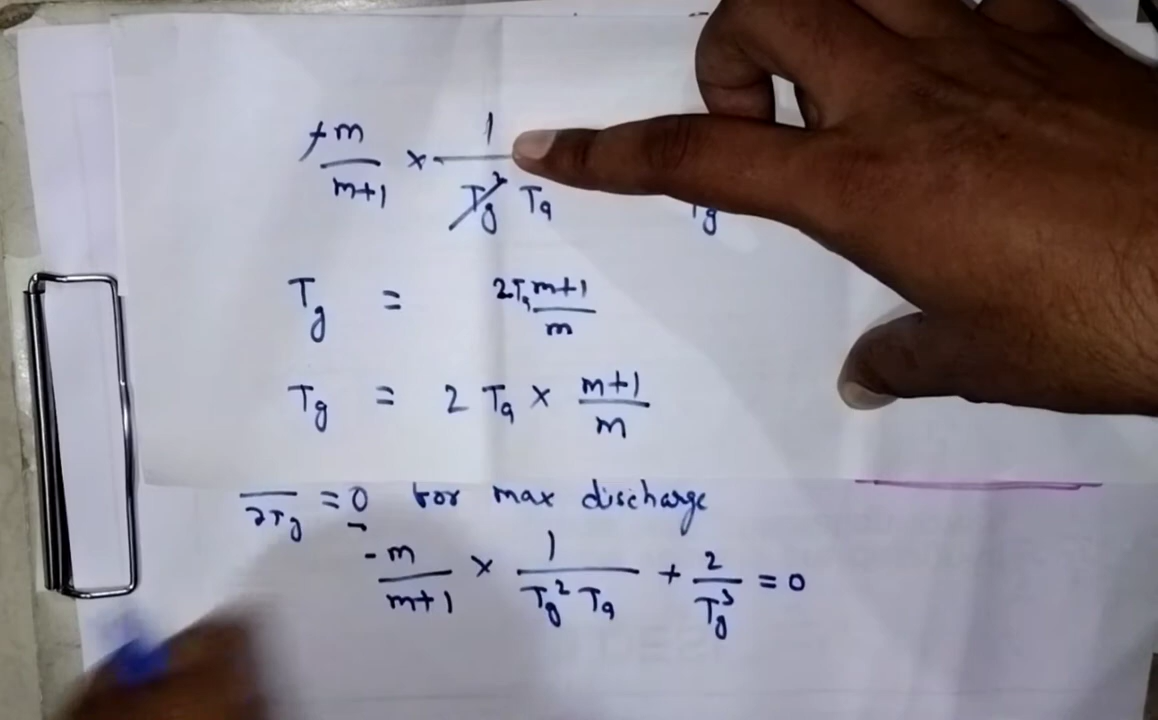 -m/m+1 × 1/Tg² Ta Tg
Tg = 2Ta m+1/m
Tg = 2 Ta × m+1/m
∂Tg = 0 for max discharge
-m/m+1 × 1/Tg² Ta + 2/Tg³ = 0